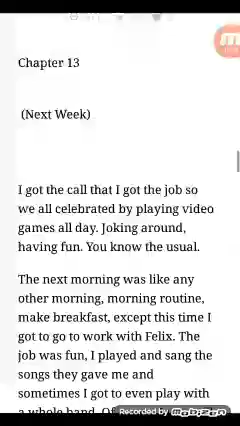 Chapter 13
(Next Week)
I got the call that I got the job so
we all celebrated by playing video
games all day. Joking around,
having fun. You know the usual.
The next morning was like any
other morning, morning routine,
make breakfast, except this time I
got to go to work with Felix. The
job was fun, I played and sang the
songs they gave me and
sometimes I got to even play with
a whole band.
Recorded by mobizen